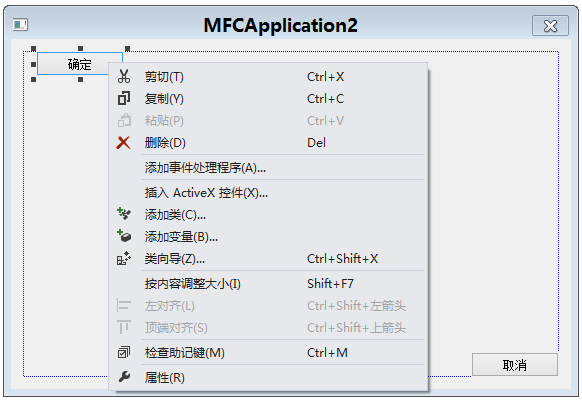 MFCApplication2
确定
剪切(T) Ctrl+X
复制(Y) Ctrl+C
粘贴(P) Ctrl+V
删除(D) Del
添加事件处理程序(A)...
插入 ActiveX 控件(X)...
添加类(C)...
添加变量(B)...
类向导(Z)... Ctrl+Shift+X
按内容调整大小(I) Shift+F7
左对齐(L) Ctrl+Shift+左箭头
顶端对齐(S) Ctrl+Shift+上箭头
检查助记键(M) Ctrl+M
取消
属性(R)